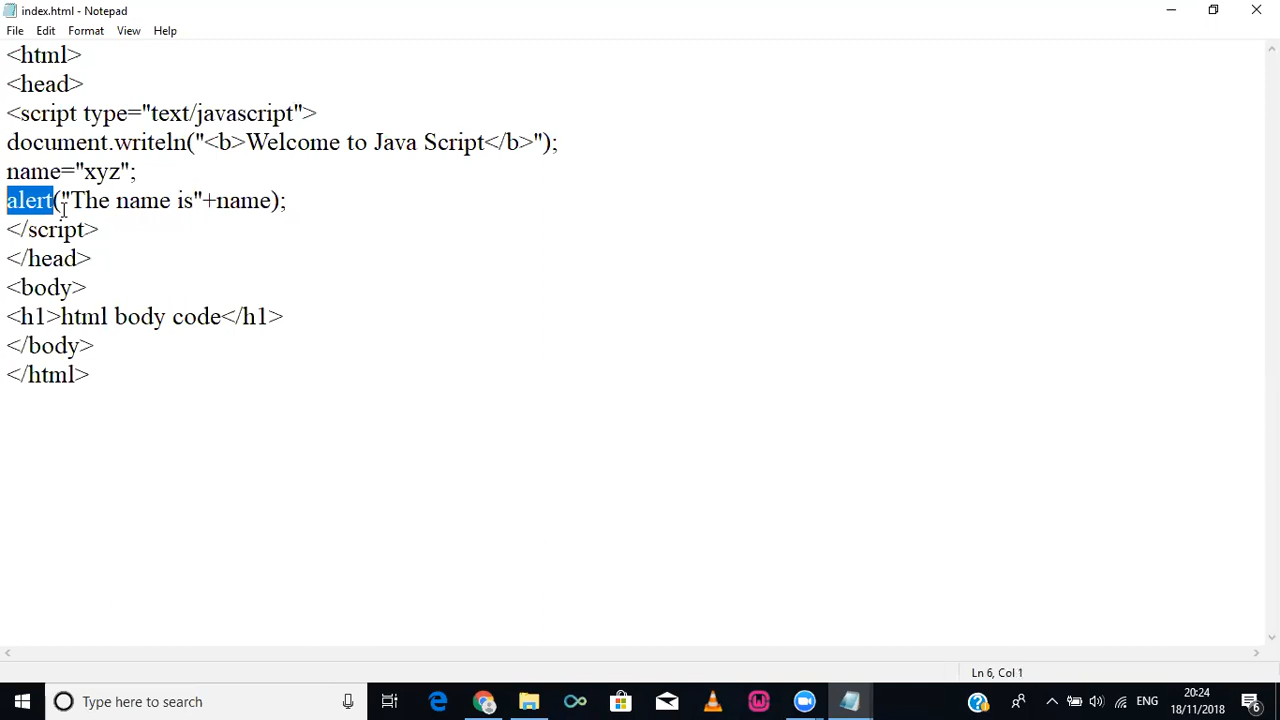 index.html - Notepad
File Edit Format View Help
<html>
<head>
<script type="text/javascript">
document.writeln("<b>Welcome to Java Script</b>");
name="xyz";
alert("The name is"+name);
</script>
</head>
<body>
<h1>html body code</h1>
</body>
</html>
Ln 6, Col 1
Type here to search
ENG
20:24
18/11/2018
6